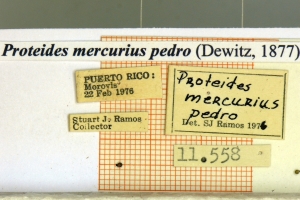 Proteides mercurius pedro (Dewitz, 1877)
PUERTO RICO:
Morovis
22 Feb 1976
Stuart J. Ramos
Collector
Proteides
mercurius
pedro
Det. SJ Ramos 1976
11.558